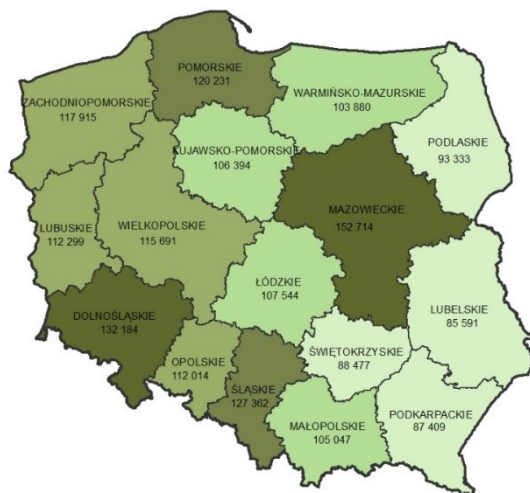 POMORSKIE
120 231
WARMIŃSKO-MAZURSKIE
103 880
ZACHODNIOPOMORSKIE
117 915
PODLASKIE
93 333
KUJAWSKO-POMORSKIE
106 394
MAZOWIECKIE
152 714
LUBUSKIE
112 299
WIELKOPOLSKIE
115 691
ŁÓDZKIE
107 544
LUBELSKIE
85 591
DOLNOŚLĄSKIE
132 184
ŚWIĘTOKRZYSKIE
88 477
OPOLSKIE
112 014
ŚLĄSKIE
127 362
MAŁOPOLSKIE
105 047
PODKARPACKIE
87 409